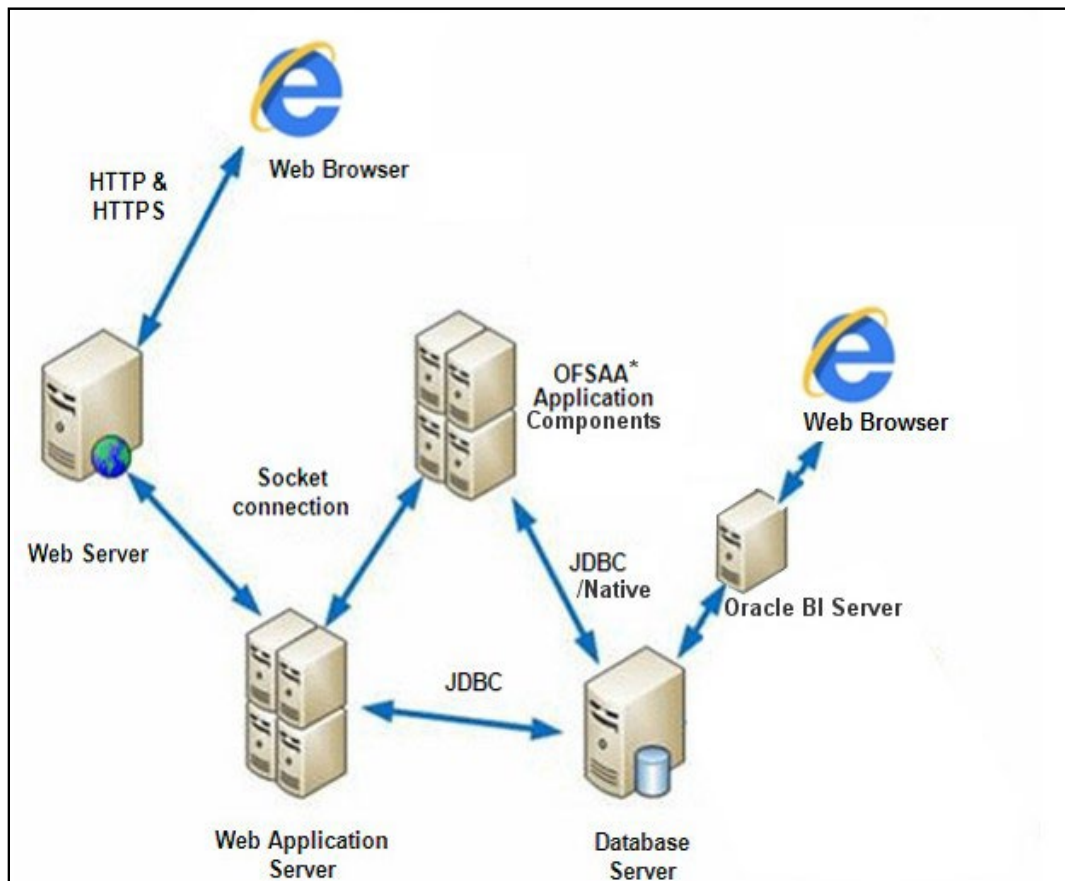 Web Browser
HTTP &
HTTPS
OFSAA*
Application
Components
Web Browser
Socket
connection
Web Server
JDBC
/Native
Oracle BI Server
JDBC
Web Application
Server
Database
Server